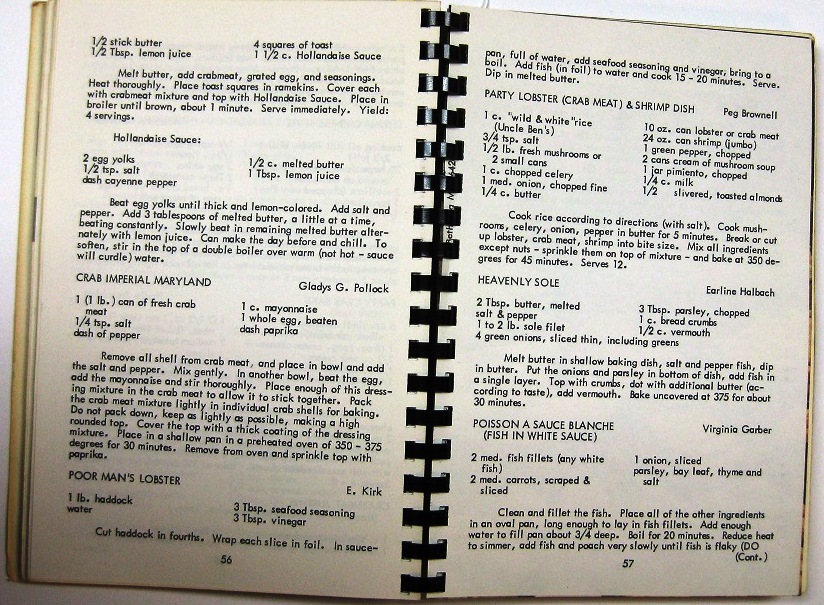 1/2 stick butter
1/2 Tbsp. lemon juice
4 squares of toast
1 1/2 c. Hollandaise Sauce
Melt butter, add crabmeat, grated egg, and seasonings.
Heat thoroughly. Place toast squares in ramekins. Cover each
with crabmeat mixture and top with Hollandaise Sauce. Place in
broiler until brown, about 1 minute. Serve immediately. Yield:
4 servings.
Hollandaise Sauce:
2 egg yolks
1/2 tsp. salt
dash cayenne pepper
1/2 c. melted butter
1 Tbsp. lemon juice
Beat egg yolks until thick and lemon-colored. Add salt and
pepper. Add 3 tablespoons of melted butter, a little at a time,
beating constantly. Slowly beat in remaining melted butter alter-
nately with lemon juice. Can make the day before and chill. To
soften, stir in the top of a double boiler over warm (not hot - sauce
will curdle) water.
CRAB IMPERIAL MARYLAND
Gladys G. Pollock
1 (1 lb.) can of fresh crab
meat
1/4 tsp. salt
dash of pepper
1 c. mayonnaise
1 whole egg, beaten
dash paprika
Remove all shell from crab meat, and place in bowl and add
the salt and pepper. Mix gently. In another bowl, beat the egg,
add the mayonnaise and stir thoroughly. Place enough of this dress-
ing mixture in the crab meat to allow it to stick together. Pack
the crab meat mixture lightly in individual crab shells for baking.
Do not pack down, keep as lightly as possible, making a high
rounded top. Cover the top with a thick coating of the dressing
mixture. Place in a shallow pan in a preheated oven of 350 - 375
degrees for 30 minutes. Remove from oven and sprinkle top with
paprika.
POOR MAN'S LOBSTER
E. Kirk
1 lb. haddock
water
3 Tbsp. seafood seasoning
3 Tbsp. vinegar
Cut haddock in fourths. Wrap each slice in foil. In sauce-
56
pan, full of water, add seafood seasoning and vinegar; bring to a
boil. Add fish (in foil) to water and cook 15 - 20 minutes. Serve.
Dip in melted butter.
PARTY LOBSTER (CRAB MEAT) & SHRIMP DISH
Peg Brownell
1 c. "wild & white" rice
(Uncle Ben's)
3/4 tsp. salt
1/2 lb. fresh mushrooms or
2 small cans
1 c. chopped celery
1 med. onion, chopped fine
1/4 c. butter
10 oz. can lobster or crab meat
24 oz. can shrimp (jumbo)
1 green pepper, chopped
2 cans cream of mushroom soup
1 jar pimiento, chopped
1/4 c. milk
1/2 slivered, toasted almonds
Cook rice according to directions (with salt). Cook mush-
rooms, celery, onion, pepper in butter for 5 minutes. Break or cut
up lobster, crab meat, shrimp into bite size. Mix all ingredients
except nuts - sprinkle them on top of mixture - and bake at 350 de-
grees for 45 minutes. Serves 12.
HEAVENLY SOLE
Earline Halbach
2 Tbsp. butter, melted
salt & pepper
1 to 2 lb. sole filet
4 green onions, sliced thin, including greens
3 Tbsp. parsley, chopped
1 c. bread crumbs
1/2 c. vermouth
Melt butter in shallow baking dish, salt and pepper fish, dip
in butter. Put the onions and parsley in bottom of dish, add fish in
a single layer. Top with crumbs, dot with additional butter (ac-
cording to taste), add vermouth. Bake uncovered at 375 for about
30 minutes.
POISSON A SAUCE BLANCHE
(FISH IN WHITE SAUCE)
Virginia Garber
2 med. fish fillets (any white
fish)
2 med. carrots, scraped &
sliced
1 onion, sliced
parsley, bay leaf, thyme and
salt
Clean and fillet the fish. Place all of the other ingredients
in an oval pan, long enough to lay in fish fillets. Add enough
water to fill pan about 3/4 deep. Boil for 20 minutes. Reduce heat
to simmer, add fish and poach very slowly until fish is flaky (DO
(Cont.)
57